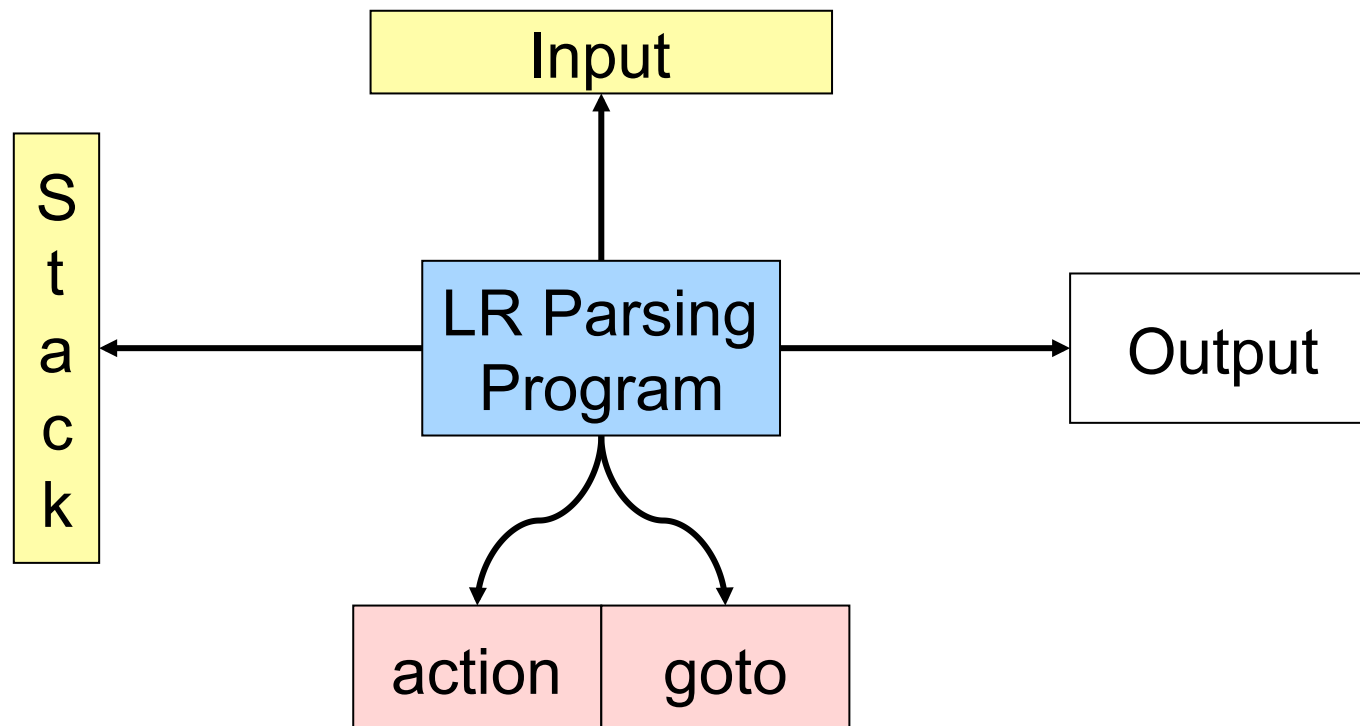 Input
S
t
a
c
k
LR Parsing
Program
Output
action
goto